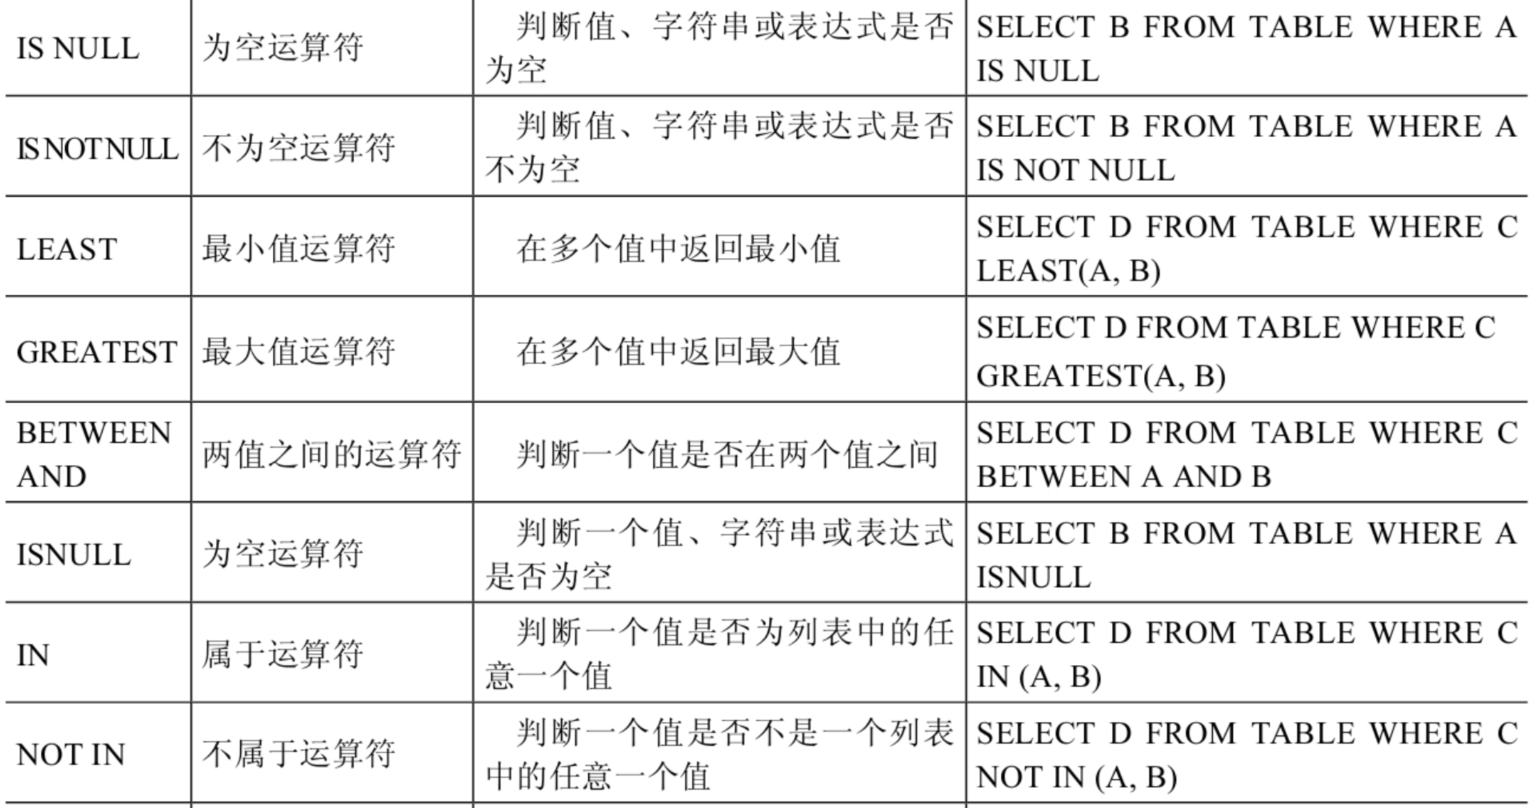 IS NULL
为空运算符
判断值、字符串或表达式是否
为空
SELECT B FROM TABLE WHERE A
IS NULL
IS NOT NULL
不为空运算符
判断值、字符串或表达式是否
不为空
SELECT B FROM TABLE WHERE A
IS NOT NULL
LEAST
最小值运算符
在多个值中返回最小值
SELECT D FROM TABLE WHERE C
LEAST(A, B)
GREATEST
最大值运算符
在多个值中返回最大值
SELECT D FROM TABLE WHERE C
GREATEST(A, B)
BETWEEN
AND
两值之间的运算符
判断一个值是否在两个值之间
SELECT D FROM TABLE WHERE C
BETWEEN A AND B
ISNULL
为空运算符
判断一个值、字符串或表达式
是否为空
SELECT B FROM TABLE WHERE A
ISNULL
IN
属于运算符
判断一个值是否为列表中的任
意一个值
SELECT D FROM TABLE WHERE C
IN (A, B)
NOT IN
不属于运算符
判断一个值是否不是一个列表
中的任意一个值
SELECT D FROM TABLE WHERE C
NOT IN (A, B)